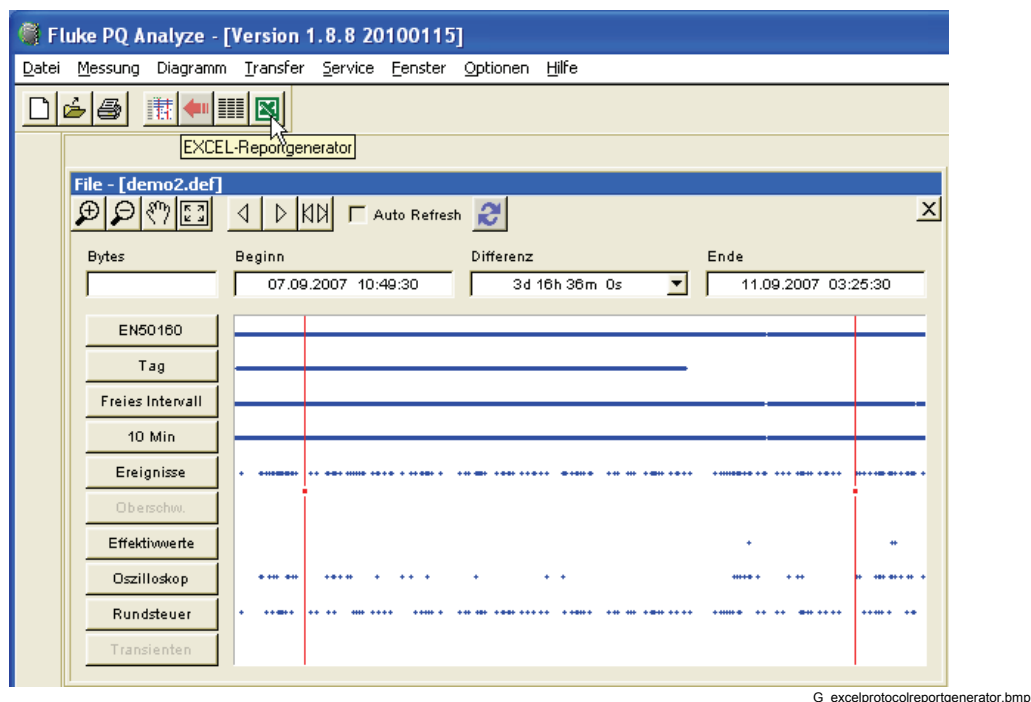 Fluke PQ Analyze - [Version 1.8.8 20100115]
Datei Messung Diagramm Transfer Service Fenster Optionen Hilfe
EXCEL-Reportgenerator
File - [demo2.def]
Auto Refresh
Bytes Beginn Differenz Ende
07.09.2007 10:49:30 3d 16h 36m 0s 11.09.2007 03:25:30
EN50160
Tag
Freies Intervall
10 Min
Ereignisse
Oberschw.
Effektivwerte
Oszilloskop
Rundsteuer
Transienten
G_excelprotocolreportgenerator.bmp